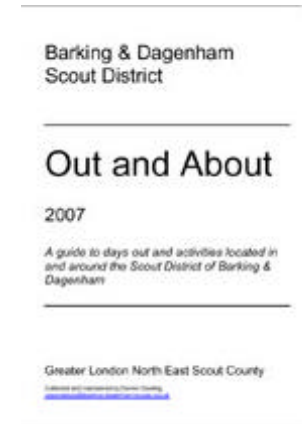 Barking & Dagenham
Scout District
Out and About
2007
A guide to days out and activities located in
and around the Scout District of Barking &
Dagenham
Greater London North East Scout County